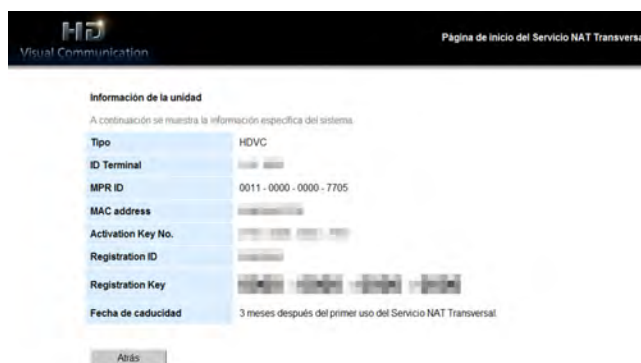 HD
Visual Communication
Página de inicio del Servicio NAT Transversa
Información de la unidad
A continuación se muestra la información específica del sistema.
Tipo HDVC
ID Terminal
MPR ID 0011 - 0000 - 0000 - 7705
MAC address
Activation Key No.
Registration ID
Registration Key
Fecha de caducidad 3 meses después del primer uso del Servicio NAT Transversal.
Atrás